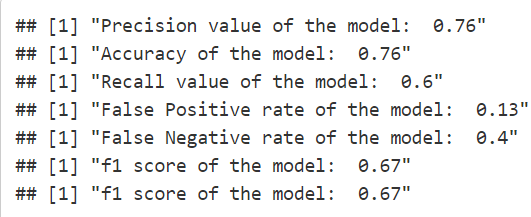 ## [1] "Precision value of the model:  0.76"
## [1] "Accuracy of the model:  0.76"
## [1] "Recall value of the model:  0.6"
## [1] "False Positive rate of the model:  0.13"
## [1] "False Negative rate of the model:  0.4"
## [1] "f1 score of the model:  0.67"
## [1] "f1 score of the model:  0.67"